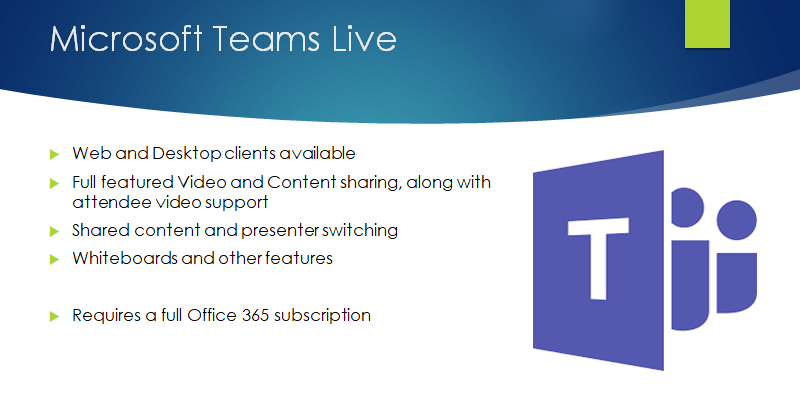 Microsoft Teams Live
Web and Desktop clients available
Full featured Video and Content sharing, along with
attendee video support
Shared content and presenter switching
Whiteboards and other features
Requires a full Office 365 subscription
T